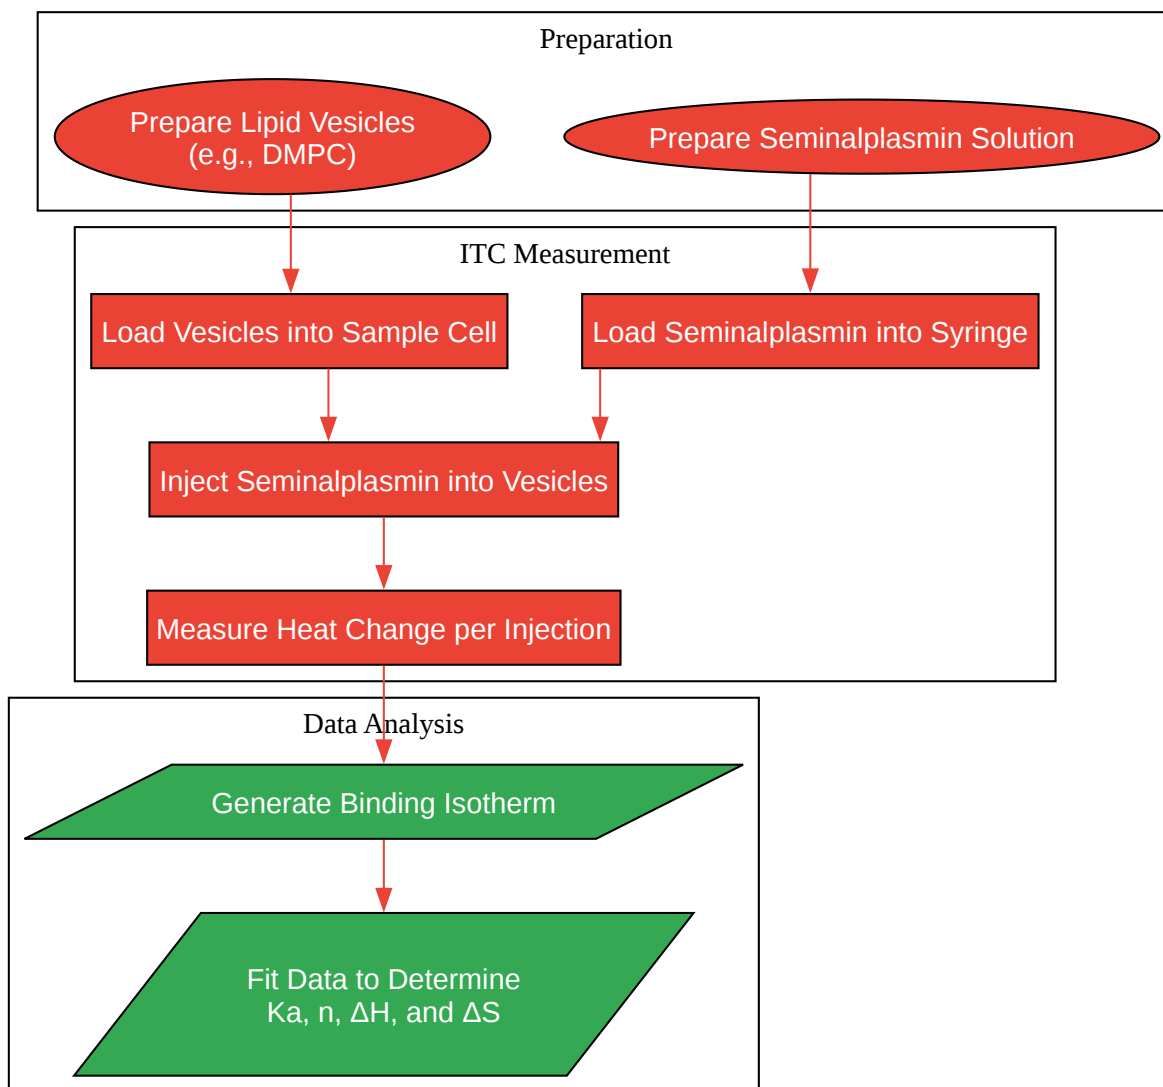 Preparation
Prepare Lipid Vesicles
(e.g., DMPC)
Prepare Seminalplasmin Solution
ITC Measurement
Load Vesicles into Sample Cell
Load Seminalplasmin into Syringe
Inject Seminalplasmin into Vesicles
Measure Heat Change per Injection
Data Analysis
Generate Binding Isotherm
Fit Data to Determine
Ka, n, ΔH, and ΔS